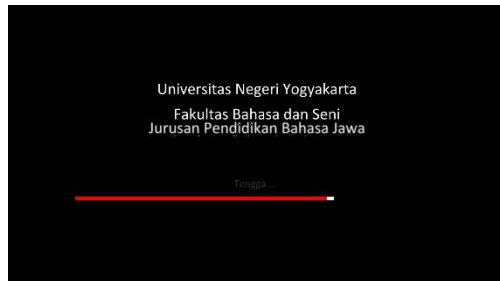 Universitas Negeri Yogyakarta
Fakultas Bahasa dan Seni
Jurusan Pendidikan Bahasa Jawa
Tengga ...